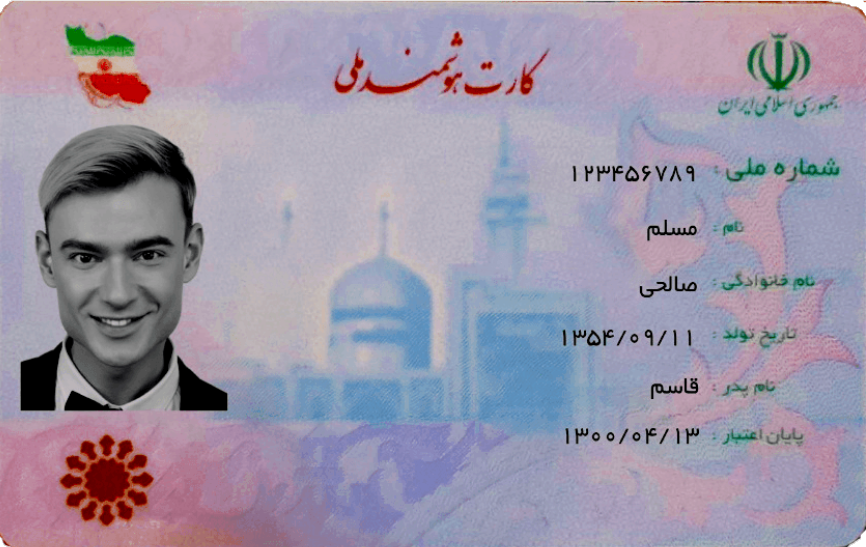 کارت هوشمند ملی
جمهوری اسلامی ایران
شماره ملی : ۱۲۳۴۵۶۷۸۹
نام : مسلم
نام خانوادگی : صالحی
تاریخ تولد : ۱۳۵۴/۰۹/۱۱
نام پدر : قاسم
پایان اعتبار : ۱۳۰۰/۰۴/۱۳